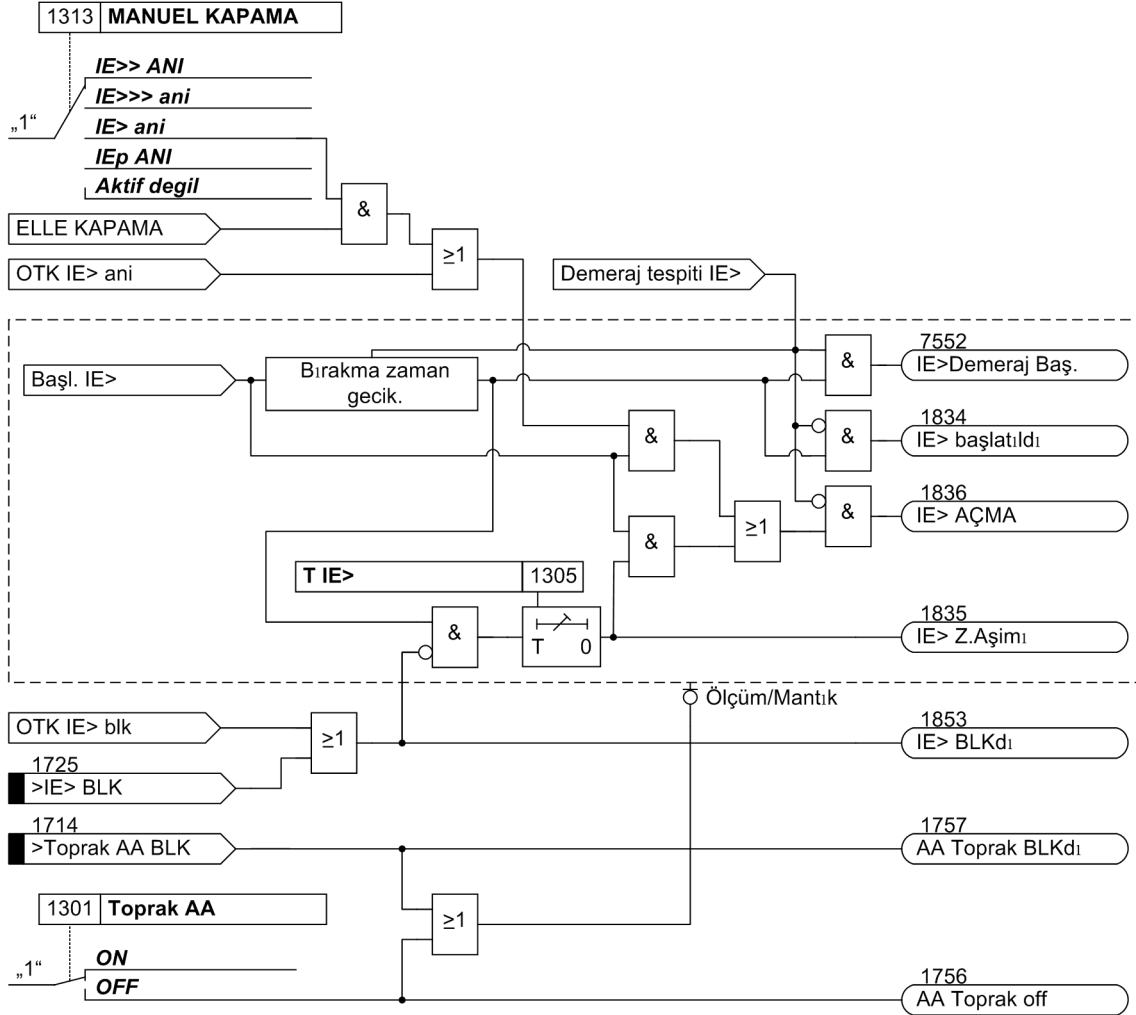 1313 MANUEL KAPAMA
IE>> ANI
IE>>> ani
„1“
IE> ani
IEp ANI
Aktif degil
&
ELLE KAPAMA
≥1
OTK IE> ani
Demeraj tespiti IE>
7552
&
IE>Demeraj Baş.
Başl. IE>
Bırakma zaman
gecik.
1834
&
IE> başlatıldı
&
1836
&
IE> AÇMA
≥1
&
T IE> 1305
1835
IE> Z.Aşimı
&
T 0
Ölçüm/Mantık
OTK IE> blk
≥1
1853
IE> BLKdı
1725
>IE> BLK
1714
>Toprak AA BLK
1757
AA Toprak BLKdı
1301 Toprak AA
≥1
ON
„1“
OFF
1756
AA Toprak off